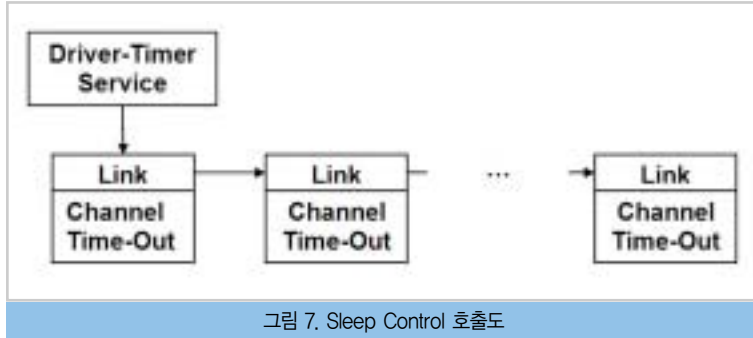 Driver-Timer
Service
Link
Channel
Time-Out
Link
Channel
Time-Out
...
Link
Channel
Time-Out
그림 7. Sleep Control 호출도